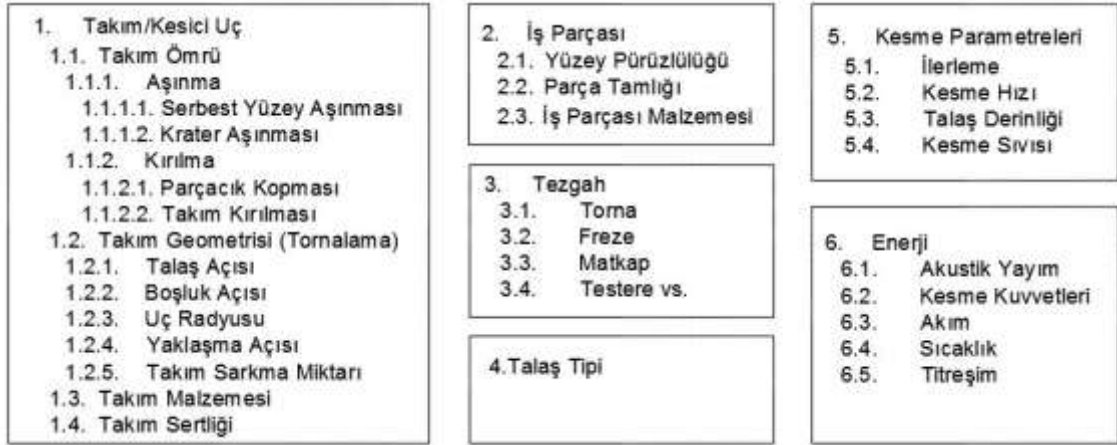 1. Takım/Kesici Uç
1.1. Takım Ömrü
1.1.1. Aşınma
1.1.1.1. Serbest Yüzey Aşınması
1.1.1.2. Krater Aşınması
1.1.2. Kırılma
1.1.2.1. Parçacık Kopması
1.1.2.2. Takım Kırılması
1.2. Takım Geometrisi (Tornalama)
1.2.1. Talaş Açısı
1.2.2. Boşluk Açısı
1.2.3. Uç Radyusu
1.2.4. Yaklaşma Açısı
1.2.5. Takım Sarkma Miktarı
1.3. Takım Malzemesi
1.4. Takım Sertliği
2. İş Parçası
2.1. Yüzey Pürüzlülüğü
2.2. Parça Tamlığı
2.3. İş Parçası Malzemesi
3. Tezgah
3.1. Torna
3.2. Freze
3.3. Matkap
3.4. Testere vs.
4.Talaş Tipi
5. Kesme Parametreleri
5.1. İlerleme
5.2. Kesme Hızı
5.3. Talaş Derinliği
5.4. Kesme Sıvısı
6. Enerji
6.1. Akustik Yayım
6.2. Kesme Kuvvetleri
6.3. Akım
6.4. Sıcaklık
6.5. Titreşim